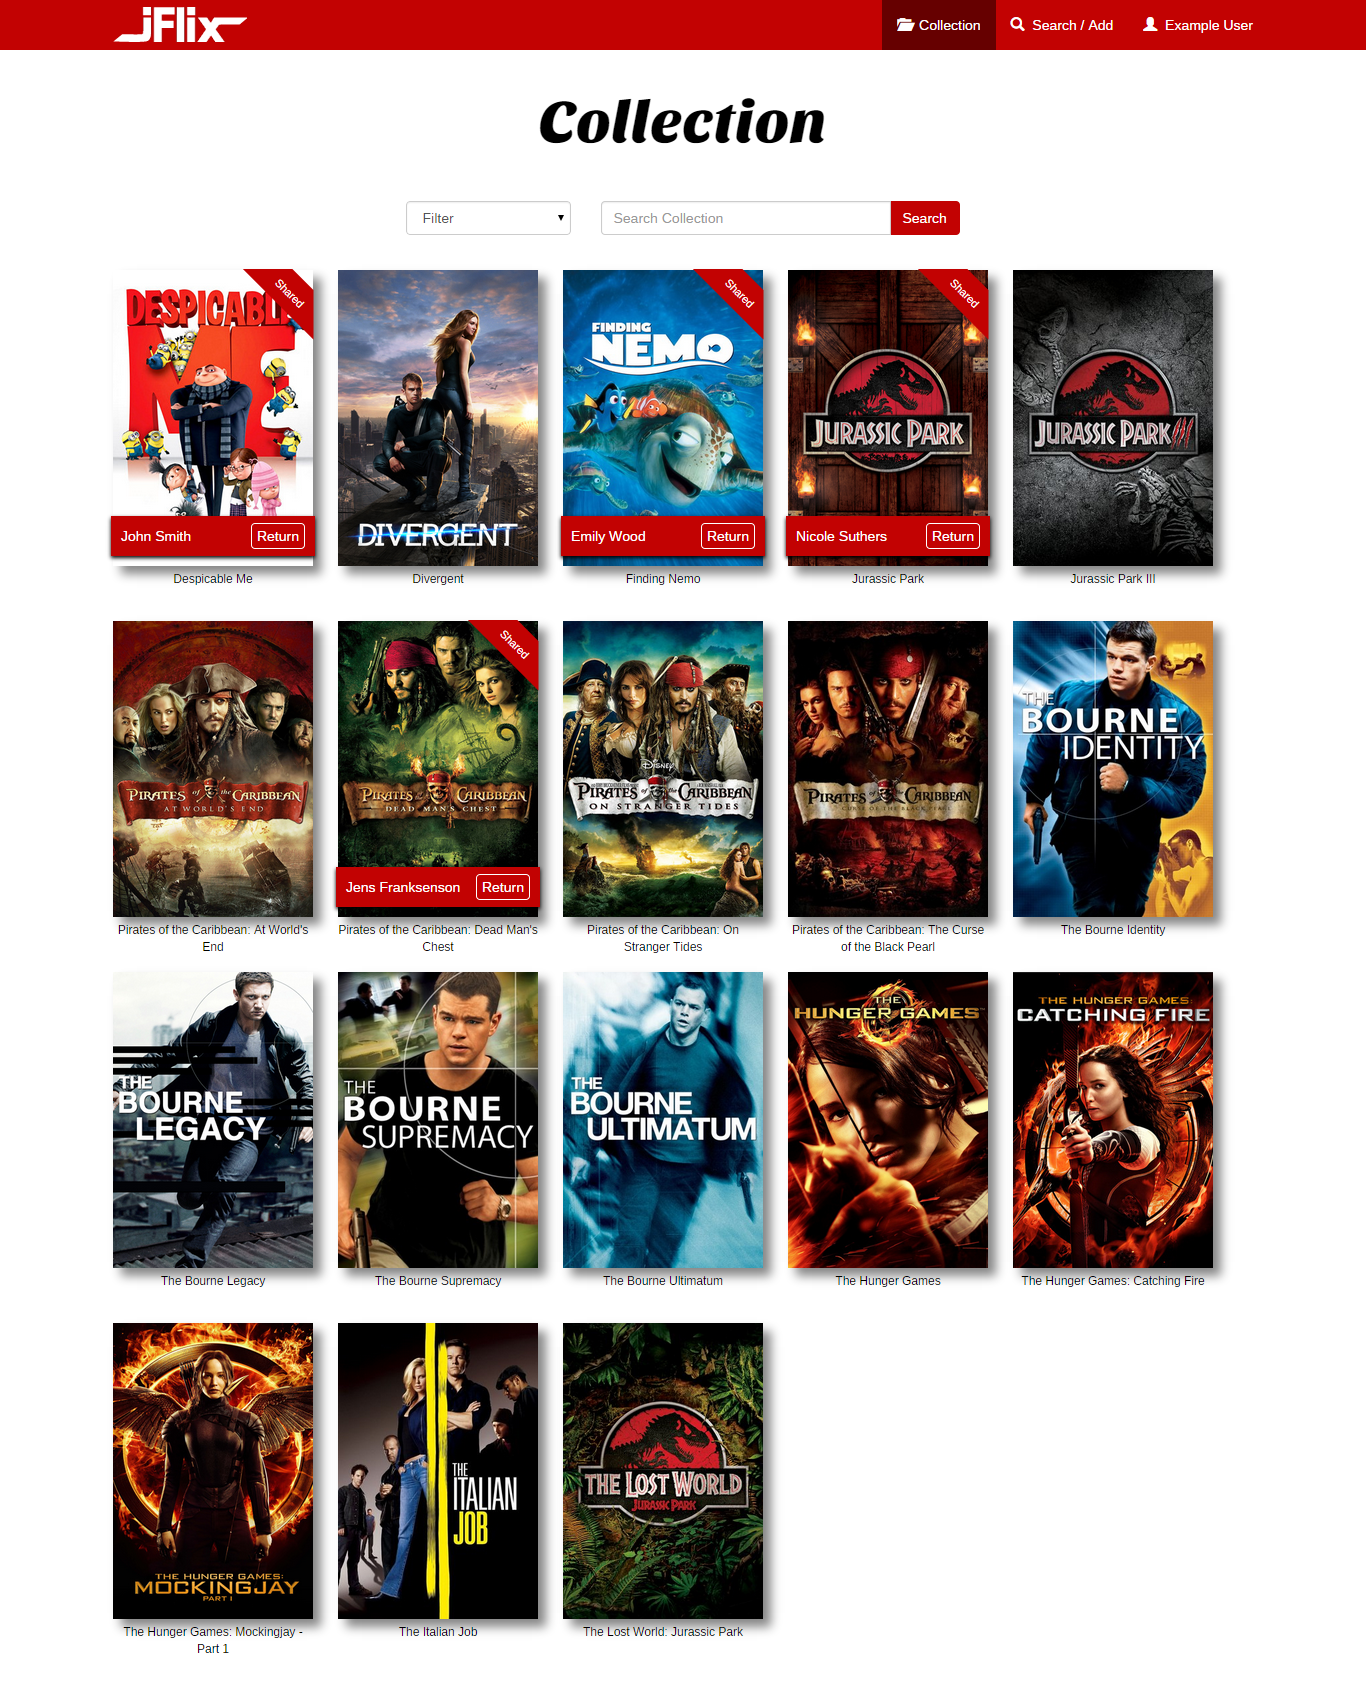 jFlix
Collection
Search / Add
Example User
Collection
Filter
Search Collection
Search
Shared
DESPICABLE
ME
John Smith
Return
Despicable Me
DIVERGENT
Divergent
Shared
FINDING
NEMO
Emily Wood
Return
Finding Nemo
Shared
JURASSIC PARK
Nicole Suthers
Return
Jurassic Park
JURASSIC PARK III
Jurassic Park III
PIRATES of the CARIBBEAN
AT WORLD'S END
Pirates of the Caribbean: At World's
End
Shared
PIRATES of the CARIBBEAN
DEAD MAN'S CHEST
Jens Franksenson
Return
Pirates of the Caribbean: Dead Man's
Chest
DISNEY
PIRATES of the CARIBBEAN
ON STRANGER TIDES
Pirates of the Caribbean: On
Stranger Tides
PIRATES of the CARIBBEAN
CURSE OF THE BLACK PEARL
Pirates of the Caribbean: The Curse
of the Black Pearl
THE
BOURNE
IDENTITY
The Bourne Identity
THE
BOURNE
LEGACY
The Bourne Legacy
THE
BOURNE
SUPREMACY
The Bourne Supremacy
THE
BOURNE
ULTIMATUM
The Bourne Ultimatum
THE
HUNGER GAMES
The Hunger Games
THE HUNGER GAMES:
CATCHING FIRE
The Hunger Games: Catching Fire
THE HUNGER GAMES:
MOCKINGJAY
PART 1
The Hunger Games: Mockingjay -
Part 1
THE
ITALIAN
JOB
The Italian Job
THE LOST WORLD
JURASSIC PARK
The Lost World: Jurassic Park